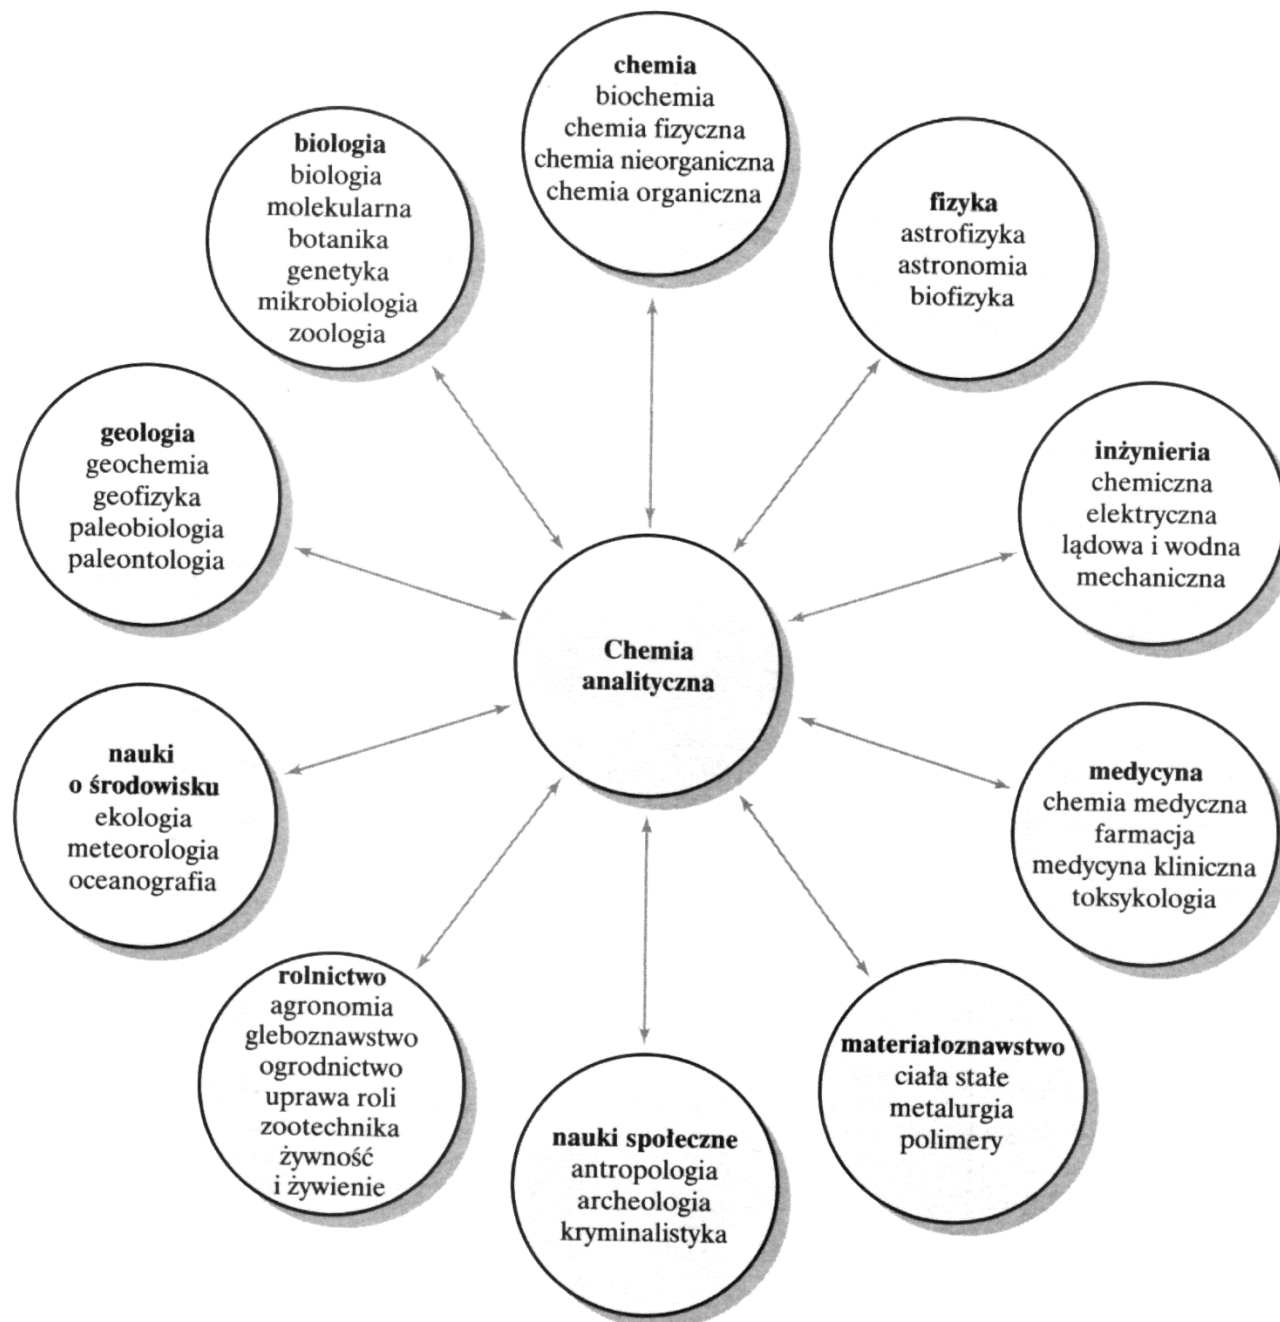 chemia
biochemia
chemia fizyczna
chemia nieorganiczna
chemia organiczna
fizyka
astrofizyka
astronomia
biofizyka
inżynieria
chemiczna
elektryczna
lądowa i wodna
mechaniczna
medycyna
chemia medyczna
farmacja
medycyna kliniczna
toksykologia
materiałoznawstwo
ciała stałe
metalurgia
polimery
nauki społeczne
antropologia
archeologia
kryminalistyka
rolnictwo
agronomia
gleboznawstwo
ogrodnictwo
uprawa roli
zootechnika
żywność
i żywienie
nauki
o środowisku
ekologia
meteorologia
oceanografia
geologia
geochemia
geofizyka
paleobiologia
paleontologia
biologia
biologia
molekularna
botanika
genetyka
mikrobiologia
zoologia
Chemia
analityczna